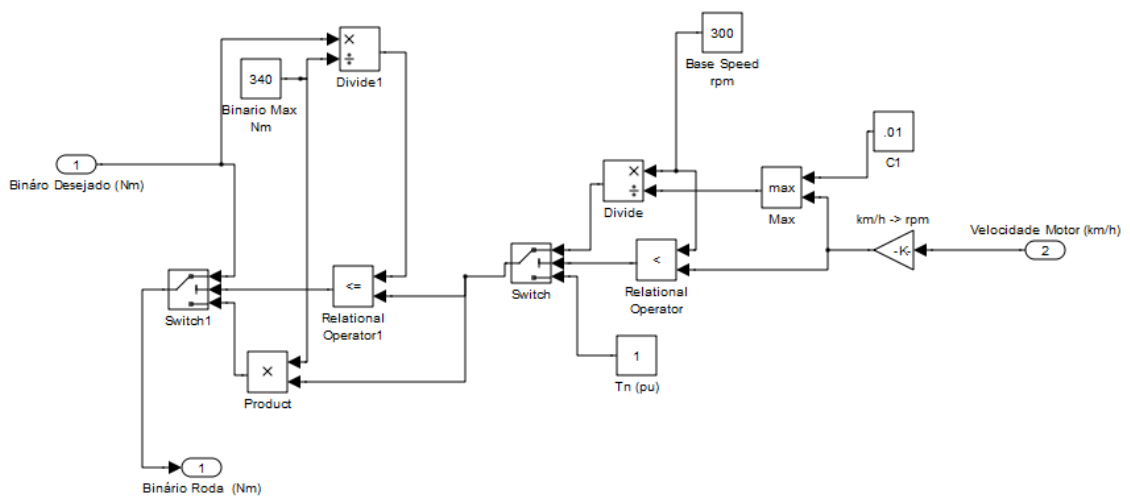 300
Base Speed
rpm
×
÷
Divide1
340
Binario Max
Nm
.01
C1
1
Bináro Desejado (Nm)
×
÷
Divide
max
Max
km/h -> rpm
-K-
Velocidade Motor (km/h)
2
Switch
<
Relational
Operator
Switch1
<=
Relational
Operator1
×
Product
1
Tn (pu)
1
Binário Roda (Nm)